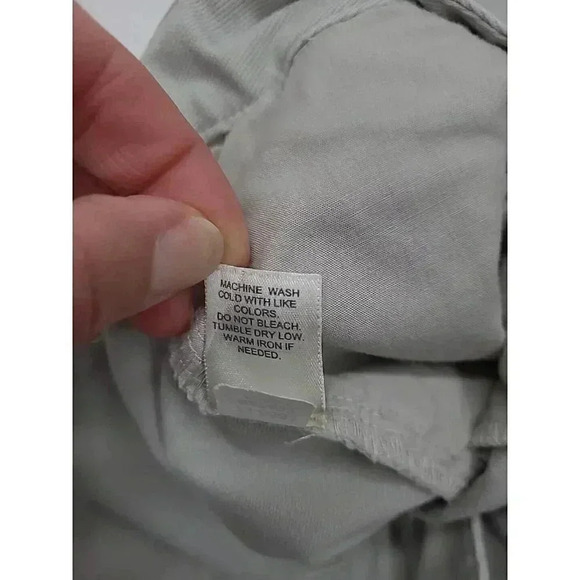 MACHINE WASH
COLD WITH LIKE
COLORS.
DO NOT BLEACH.
TUMBLE DRY LOW.
WARM IRON IF
NEEDED.